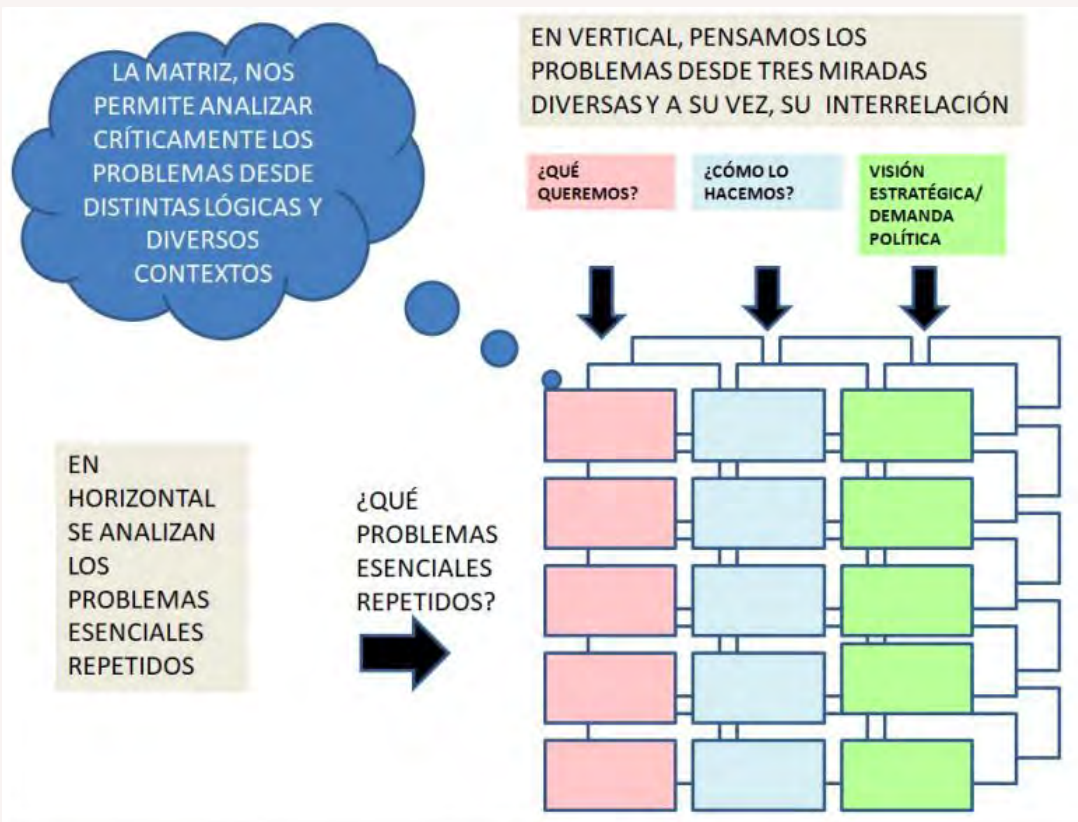 LA MATRIZ, NOS
PERMITE ANALIZAR
CRÍTICAMENTE LOS
PROBLEMAS DESDE
DISTINTAS LÓGICAS Y
DIVERSOS
CONTEXTOS
EN VERTICAL, PENSAMOS LOS
PROBLEMAS DESDE TRES MIRADAS
DIVERSAS Y A SU VEZ, SU INTERRELACIÓN
¿QUÉ
QUEREMOS?
¿CÓMO LO
HACEMOS?
VISIÓN
ESTRATÉGICA/
DEMANDA
POLÍTICA
EN
HORIZONTAL
SE ANALIZAN
LOS
PROBLEMAS
ESENCIALES
REPETIDOS
¿QUÉ
PROBLEMAS
ESENCIALES
REPETIDOS?